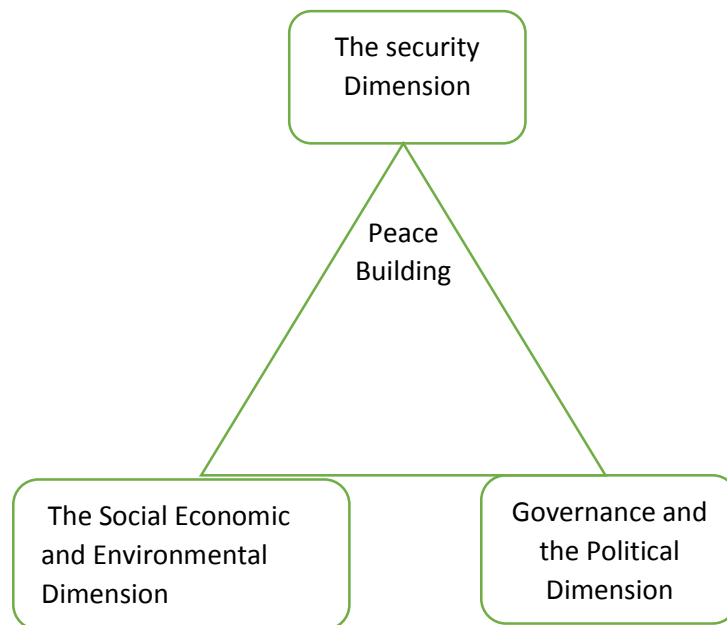 The security
Dimension
Peace
Building
The Social Economic
and Environmental
Dimension
Governance and
the Political
Dimension